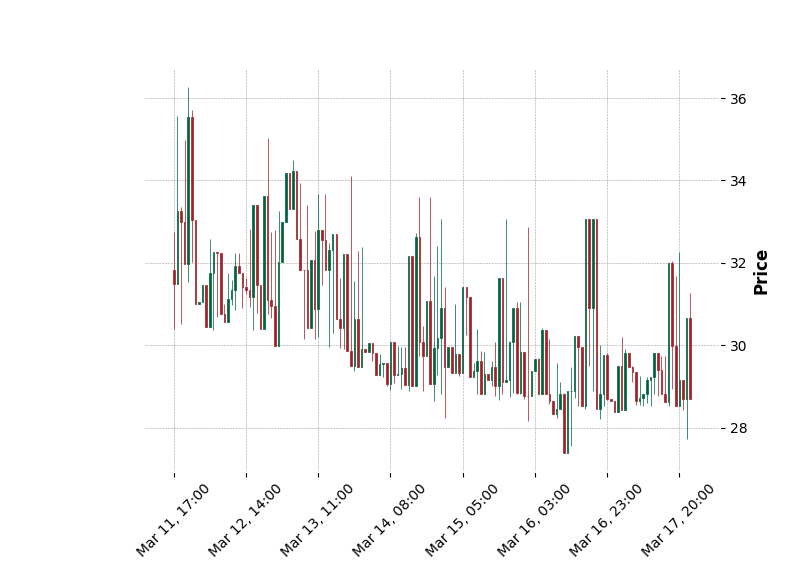 36
34
32
30
28
Price
Mar 11, 17:00
Mar 12, 14:00
Mar 13, 11:00
Mar 14, 08:00
Mar 15, 05:00
Mar 16, 03:00
Mar 16, 23:00
Mar 17, 20:00